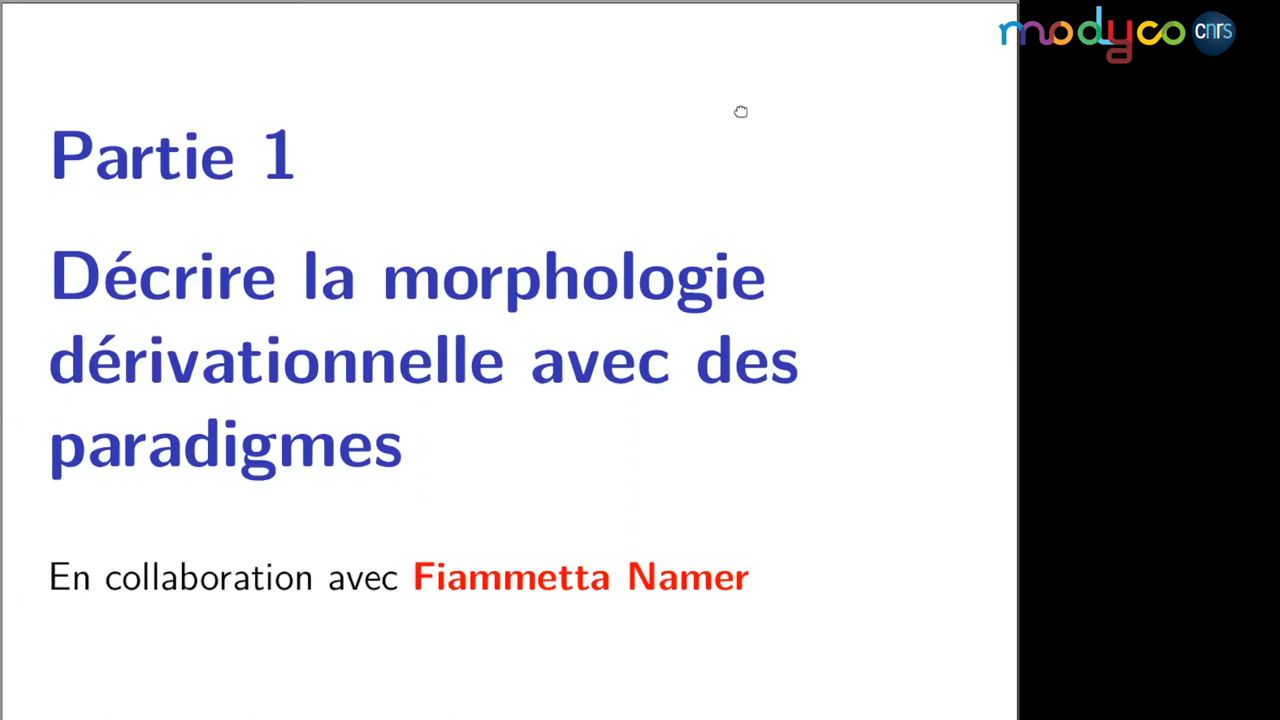 modyco cnrs
Partie 1
Décrire la morphologie
dérivationnelle avec des
paradigmes
En collaboration avec Fiammetta Namer